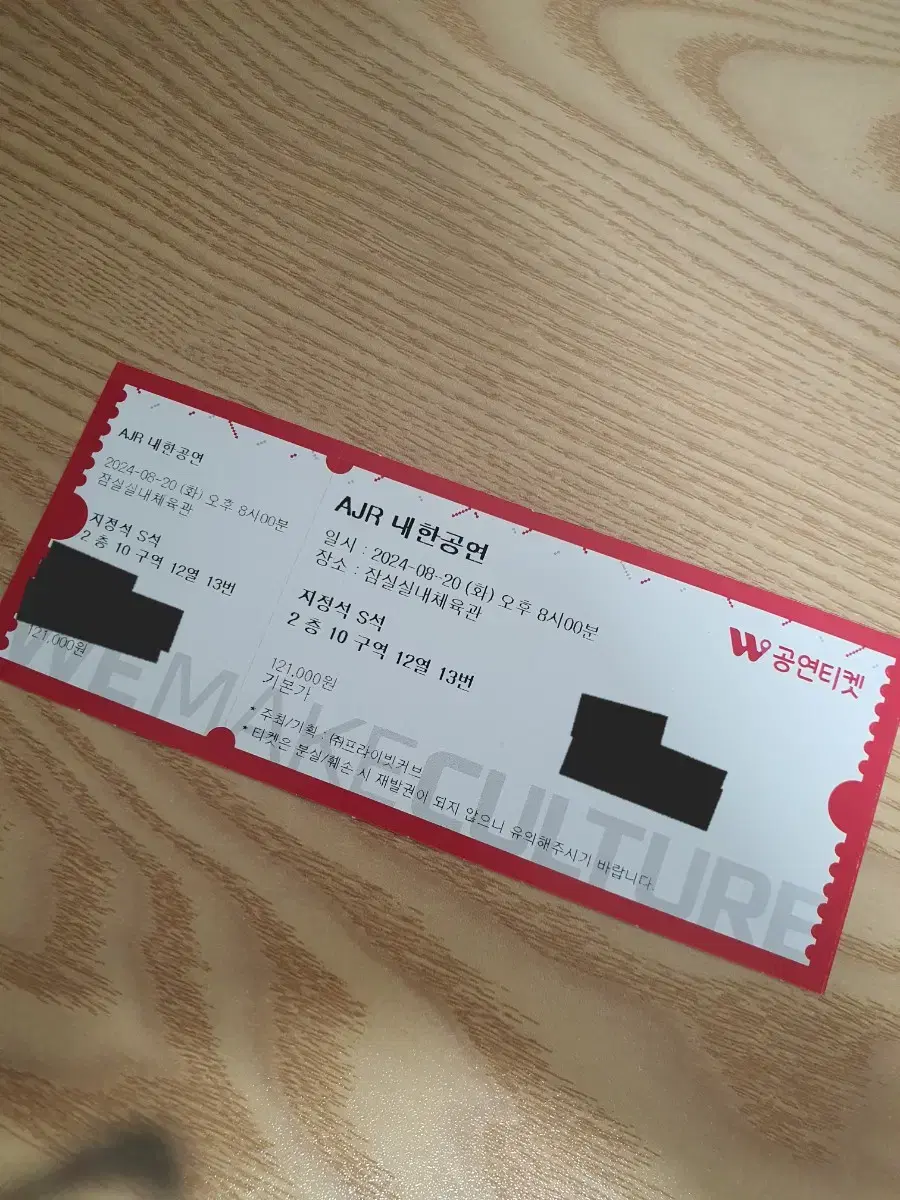 AJR 내한공연
2024-08-20 (화) 오후 8시00분
잠실실내체육관
지정석 S석
2 층 10 구역 12열 13번
121,000원
AJR 내한공연
일시 : 2024-08-20 (화) 오후 8시00분
장소 : 잠실실내체육관
지정석 S석
2 층 10 구역 12열 13번
121,000원
기본가
* 주최/기획 : ㈜프라이빗커브
* 티켓은 분실/훼손 시 재발권이 되지 않으니 유의해주시기 바랍니다.
W 공연티켓
WEMAKECULTURE